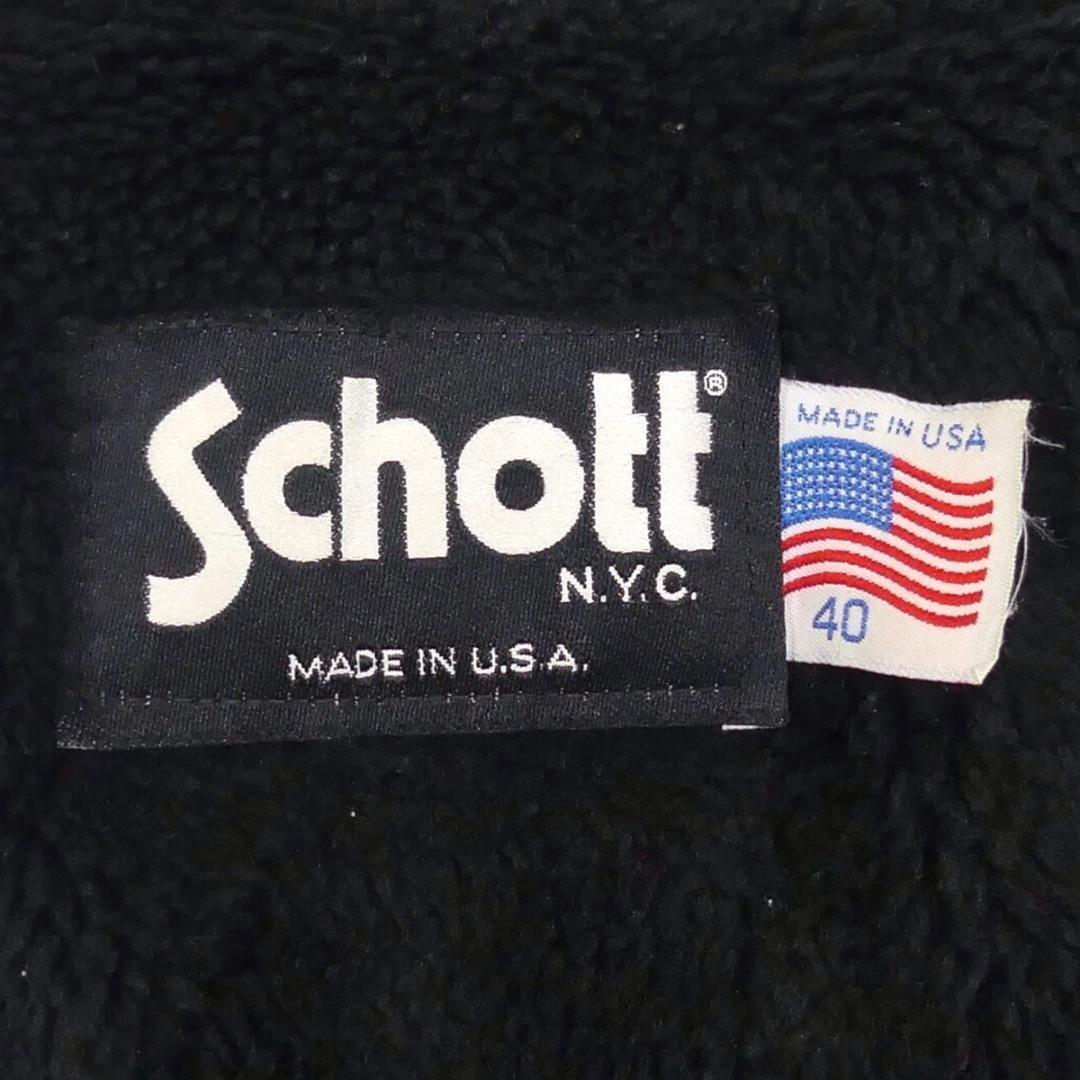 Schott®
N.Y.C.
MADE IN U.S.A.
MADE IN USA
40